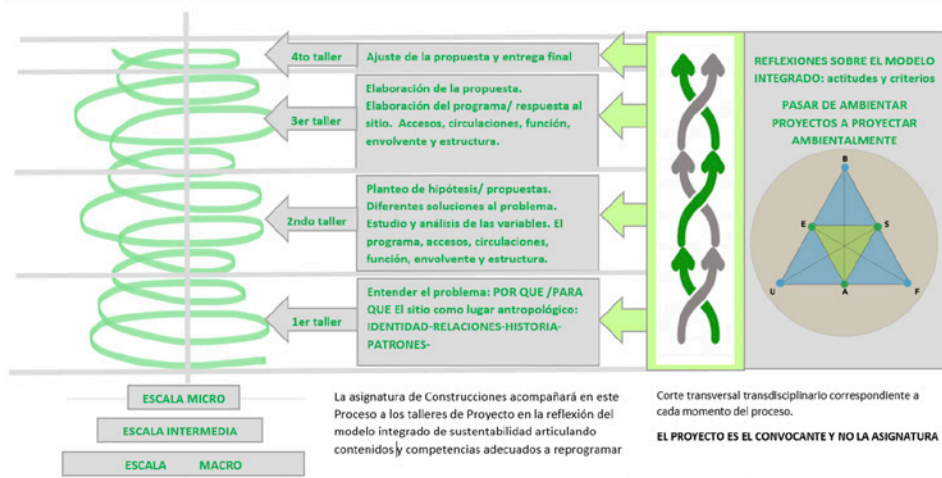 4to taller
Ajuste de la propuesta y entrega final
3er taller
Elaboración de la propuesta.
Elaboración del programa/ respuesta al
sitio. Accesos, circulaciones, función,
envolvente y estructura.
2ndo taller
Planteo de hipótesis/ propuestas.
Diferentes soluciones al problema.
Estudio y análisis de las variables. El
programa, accesos, circulaciones,
función, envolvente y estructura.
1er taller
Entender el problema: POR QUE /PARA
QUE El sitio como lugar antropológico:
IDENTIDAD-RELACIONES-HISTORIA-
PATRONES-
REFLEXIONES SOBRE EL MODELO
INTEGRADO: actitudes y criterios
PASAR DE AMBIENTAR
PROYECTOS A PROYECTAR
AMBIENTALMENTE
B
E
S
U
A
F
ESCALA MICRO
ESCALA INTERMEDIA
ESCALA MACRO
La asignatura de Construcciones acompañará en este
Proceso a los talleres de Proyecto en la reflexión del
modelo integrado de sustentabilidad articulando
contenidos y competencias adecuados a reprogramar
Corte transversal transdisciplinario correspondiente a
cada momento del proceso.
EL PROYECTO ES EL CONVOCANTE Y NO LA ASIGNATURA